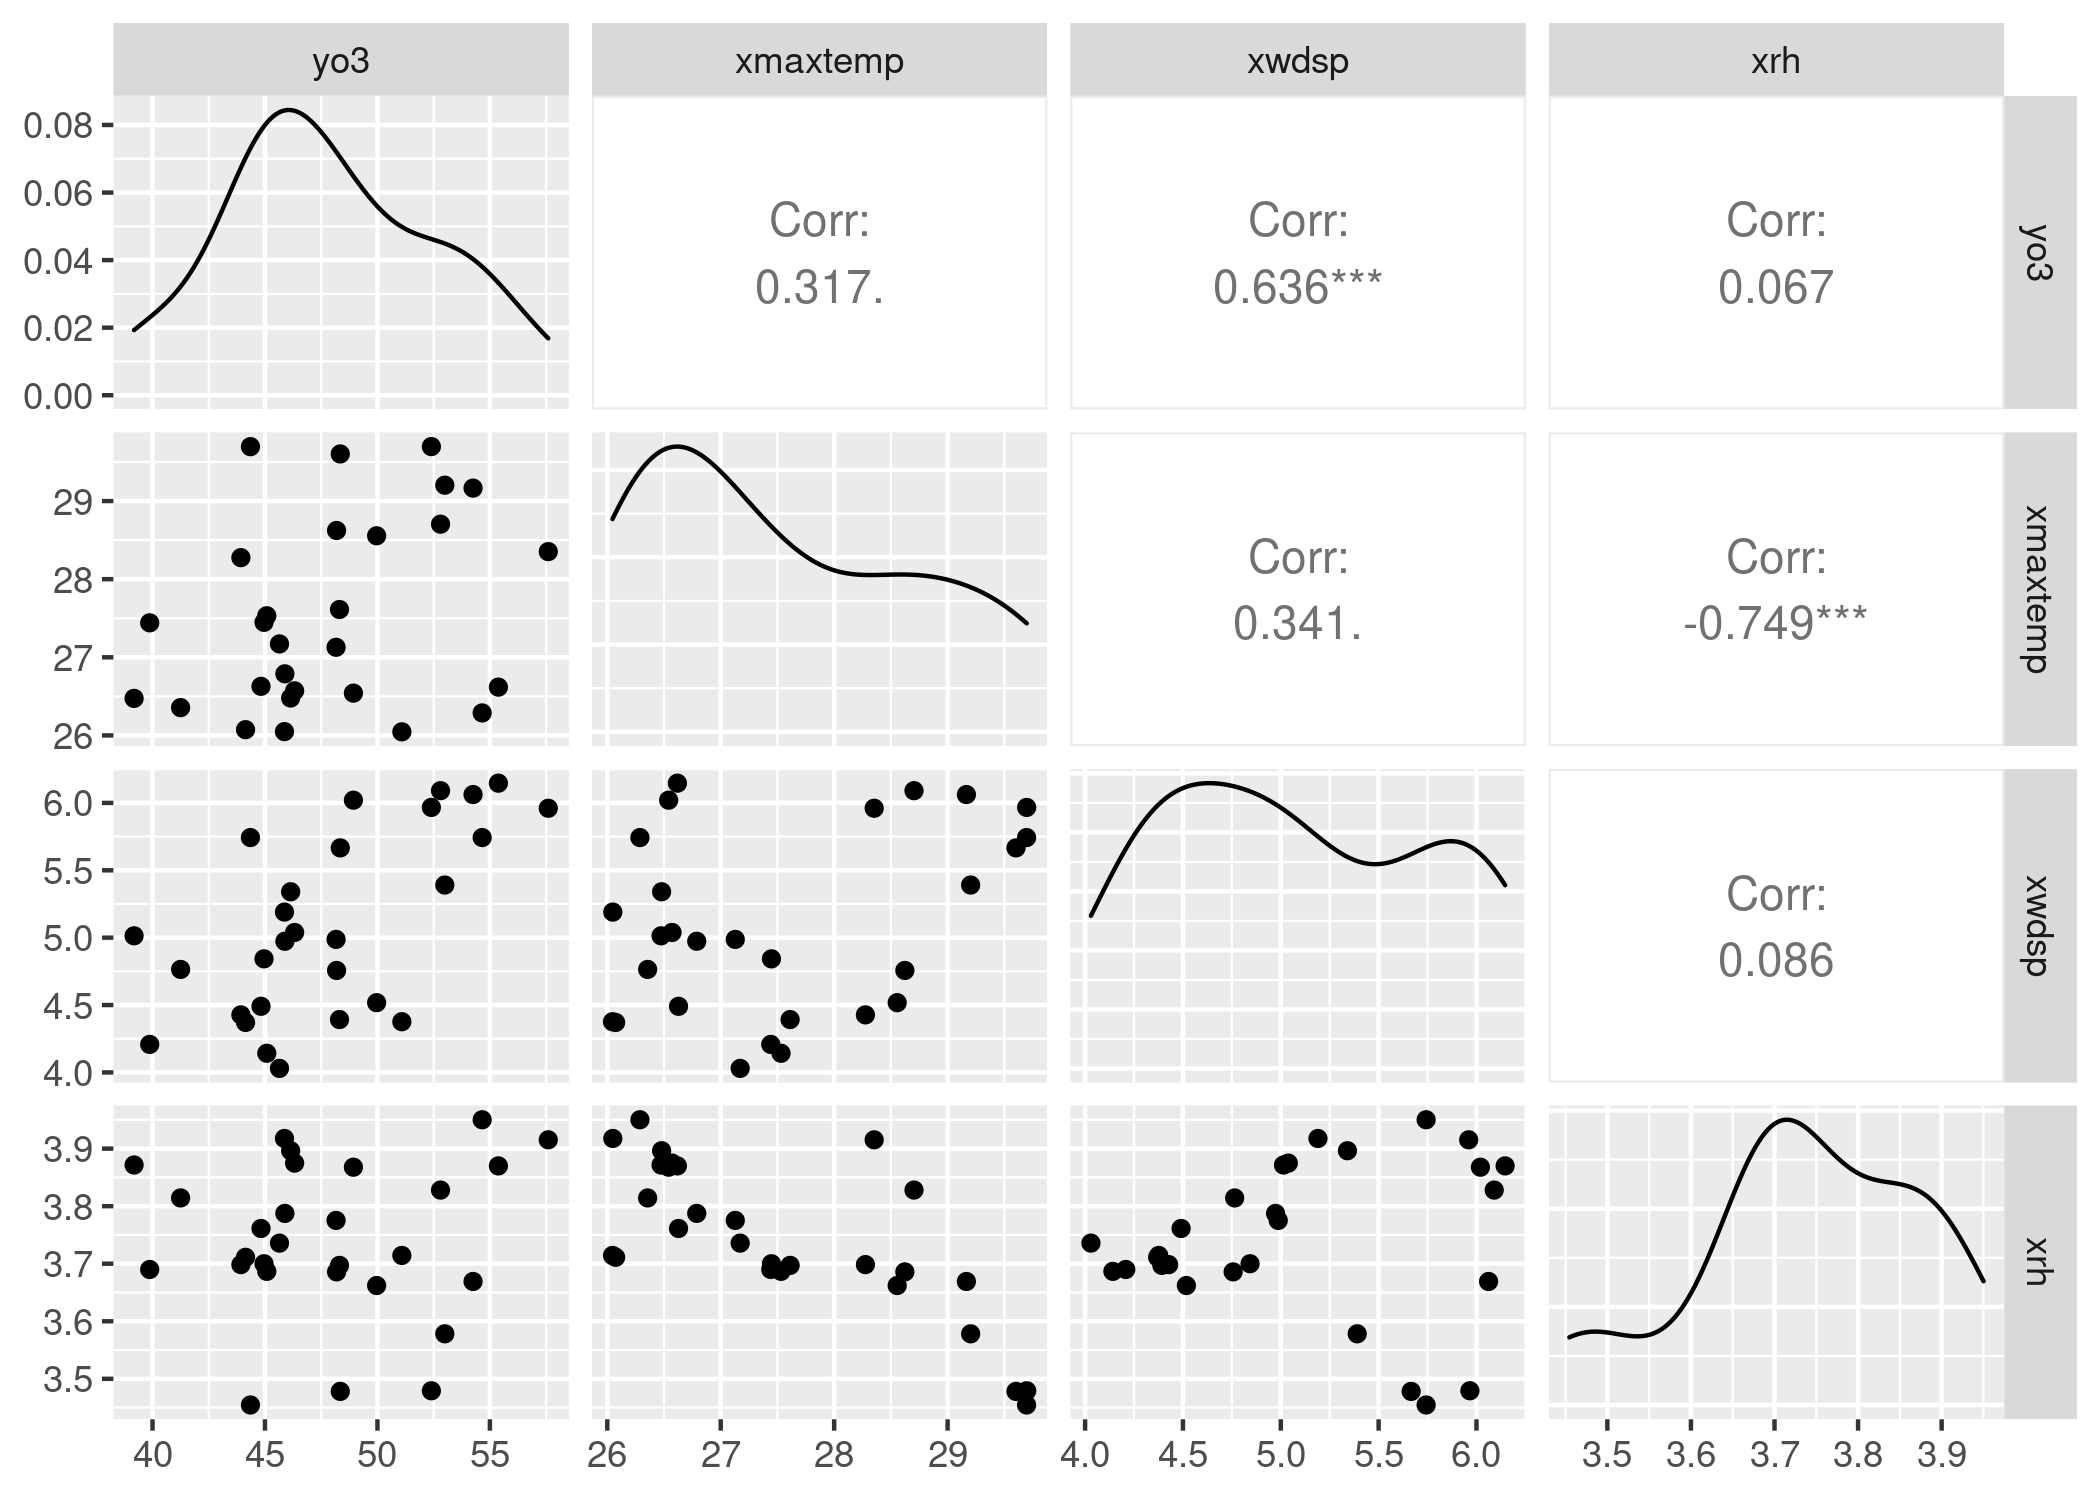 yo3
xmaxtemp
xwdsp
xrh
0.08
0.06
0.04
0.02
0.00
Corr:
0.317.
Corr:
0.636***
Corr:
0.067
yo3
29
28
27
26
Corr:
0.341.
Corr:
-0.749***
xmaxtemp
6.0
5.5
5.0
4.5
4.0
Corr:
0.086
xwdsp
3.9
3.8
3.7
3.6
3.5
xrh
40 45 50 55
26 27 28 29
4.0 4.5 5.0 5.5 6.0
3.5 3.6 3.7 3.8 3.9